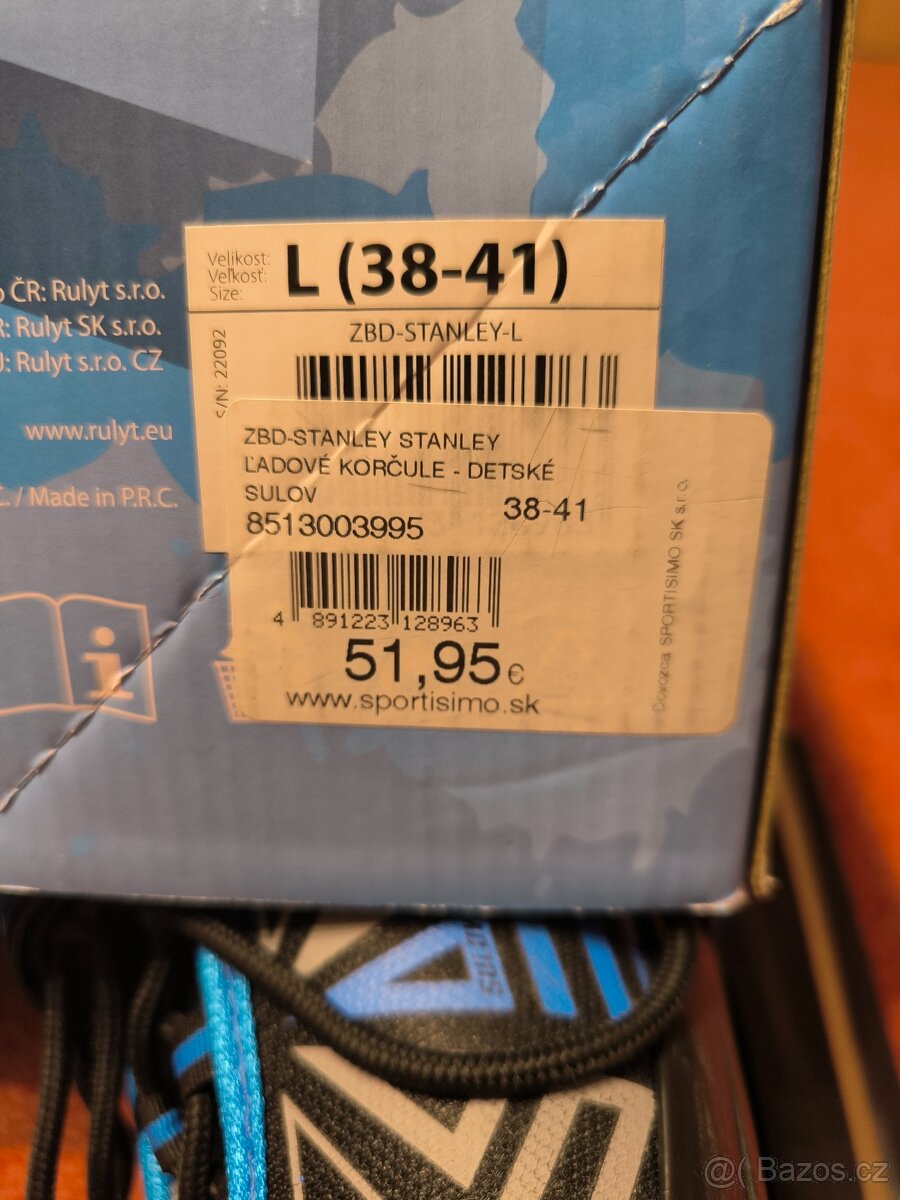 Velikost:
Veľkosť:
Size:
L (38-41)
ČR: Rulyt s.r.o.
Rulyt SK s.r.o.
Rulyt s.r.o. CZ
www.rulyt.eu
/ Made in P.R.C.
S/N: 22092
ZBD-STANLEY-L
ZBD-STANLEY STANLEY
ĽADOVÉ KORČULE - DETSKÉ
SULOV
38-41
8513003995
4 891223 128963
51,95 €
www.sportisimo.sk
Dovozca SPORTISIMO SK s.r.o.
i
SULOV
@( Bazos.cz